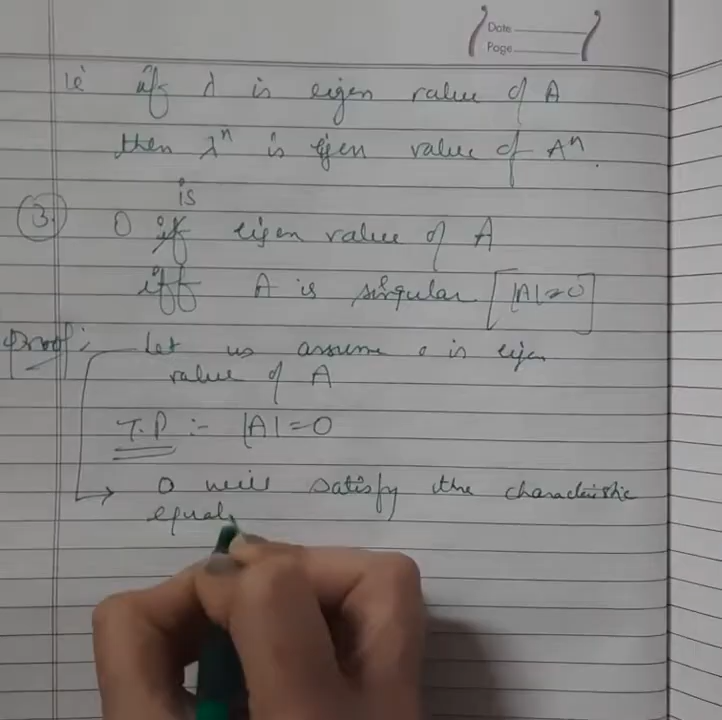 Date
Page
ie if λ is eigen value of A
then λⁿ is eigen value of Aⁿ.
is
③ 0 if eigen value of A
iff A is singular [|A|=0]
Proof: Let us assume 0 is eigen
value of A
T.P :- |A|=0
→ 0 will satisfy the characteristic
equat